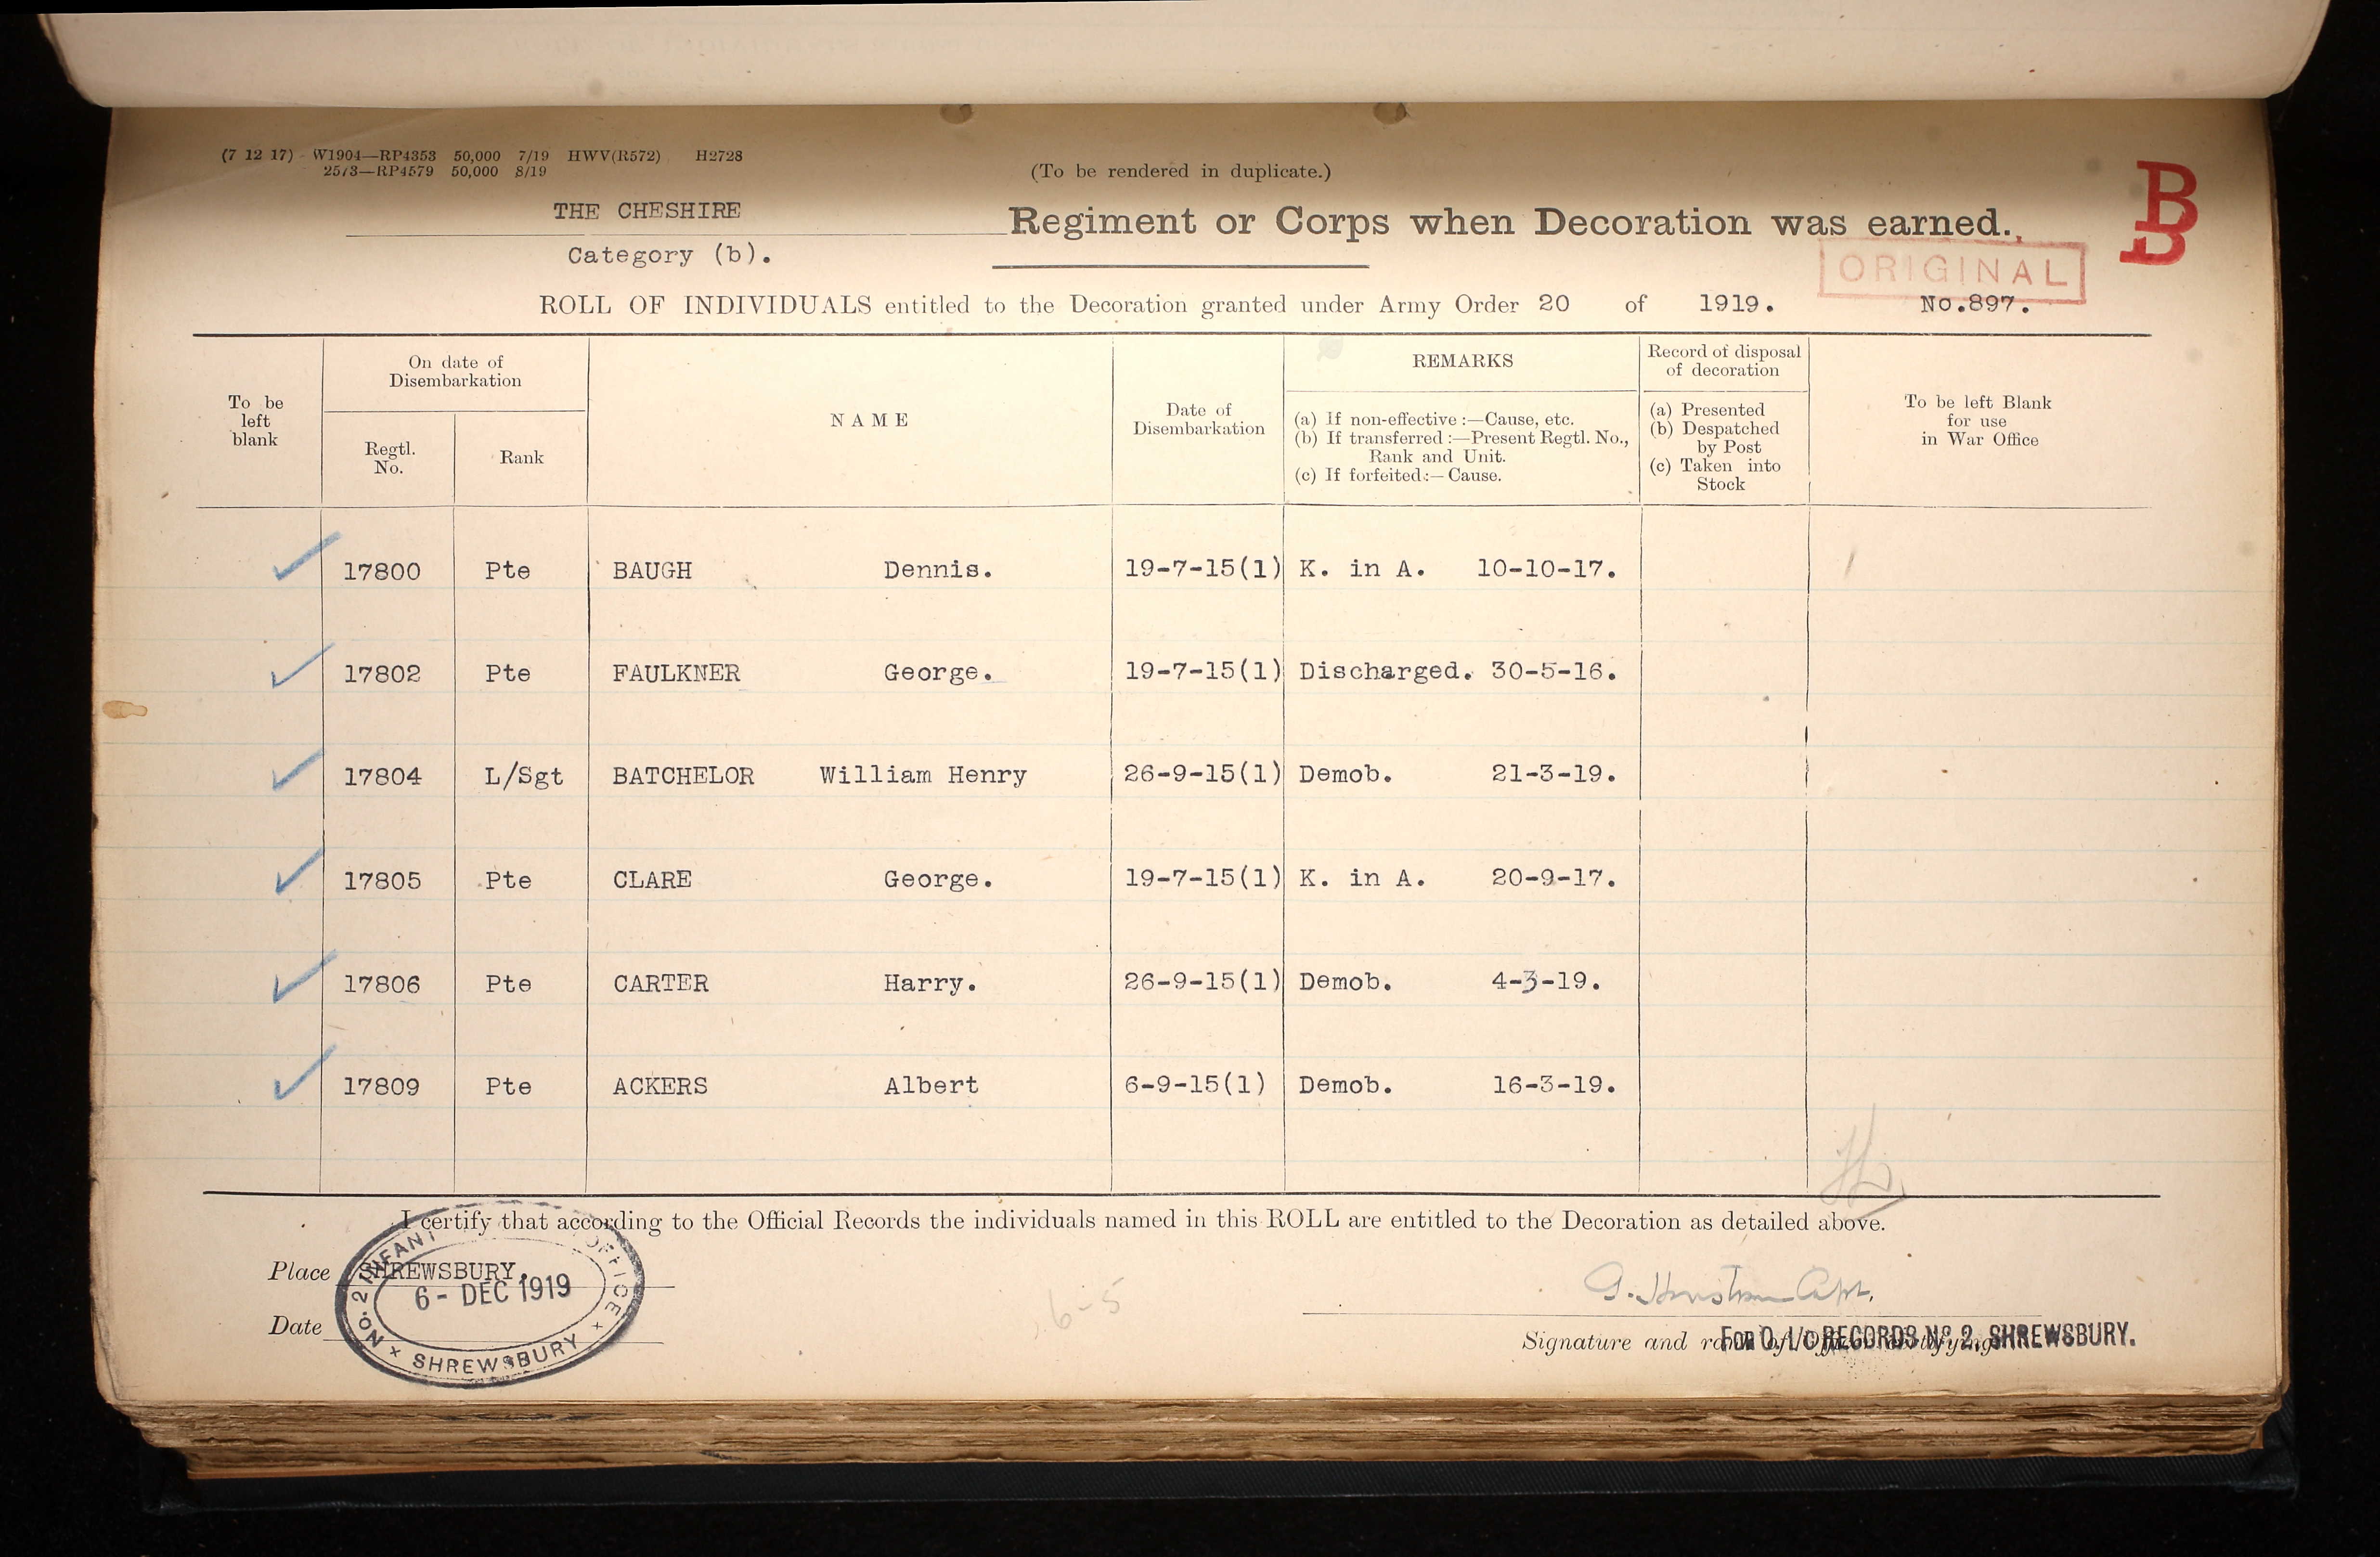 (7 12 17) W1904—RP4353 50,000 7/19 HWV(R572) H2728
2573—RP4579 50,000 8/19
(To be rendered in duplicate.)
B
THE CHESHIRE Regiment or Corps when Decoration was earned.
Category (b).
ORIGINAL
ROLL OF INDIVIDUALS entitled to the Decoration granted under Army Order 20 of 1919. No.897.
To be left blank
On date of Disembarkation
Regtl. No.
Rank
NAME
Date of Disembarkation
REMARKS
(a) If non-effective :—Cause, etc.
(b) If transferred :—Present Regtl. No., Rank and Unit.
(c) If forfeited:—Cause.
Record of disposal of decoration
(a) Presented
(b) Despatched by Post
(c) Taken into Stock
To be left Blank for use in War Office
17800 Pte BAUGH Dennis. 19-7-15(1) K. in A. 10-10-17.
17802 Pte FAULKNER George. 19-7-15(1) Discharged. 30-5-16.
17804 L/Sgt BATCHELOR William Henry 26-9-15(1) Demob. 21-3-19.
17805 Pte CLARE George. 19-7-15(1) K. in A. 20-9-17.
17806 Pte CARTER Harry. 26-9-15(1) Demob. 4-3-19.
17809 Pte ACKERS Albert 6-9-15(1) Demob. 16-3-19.
I certify that according to the Official Records the individuals named in this ROLL are entitled to the Decoration as detailed above.
Place SHREWSBURY.
No. 2 INFANT OFFICE
6- DEC 1919
SHREWSBURY
Date
6-5
Capt.
Signature and rank of Officer certifying
FOR O. I/C RECORDS No 2, SHREWSBURY.